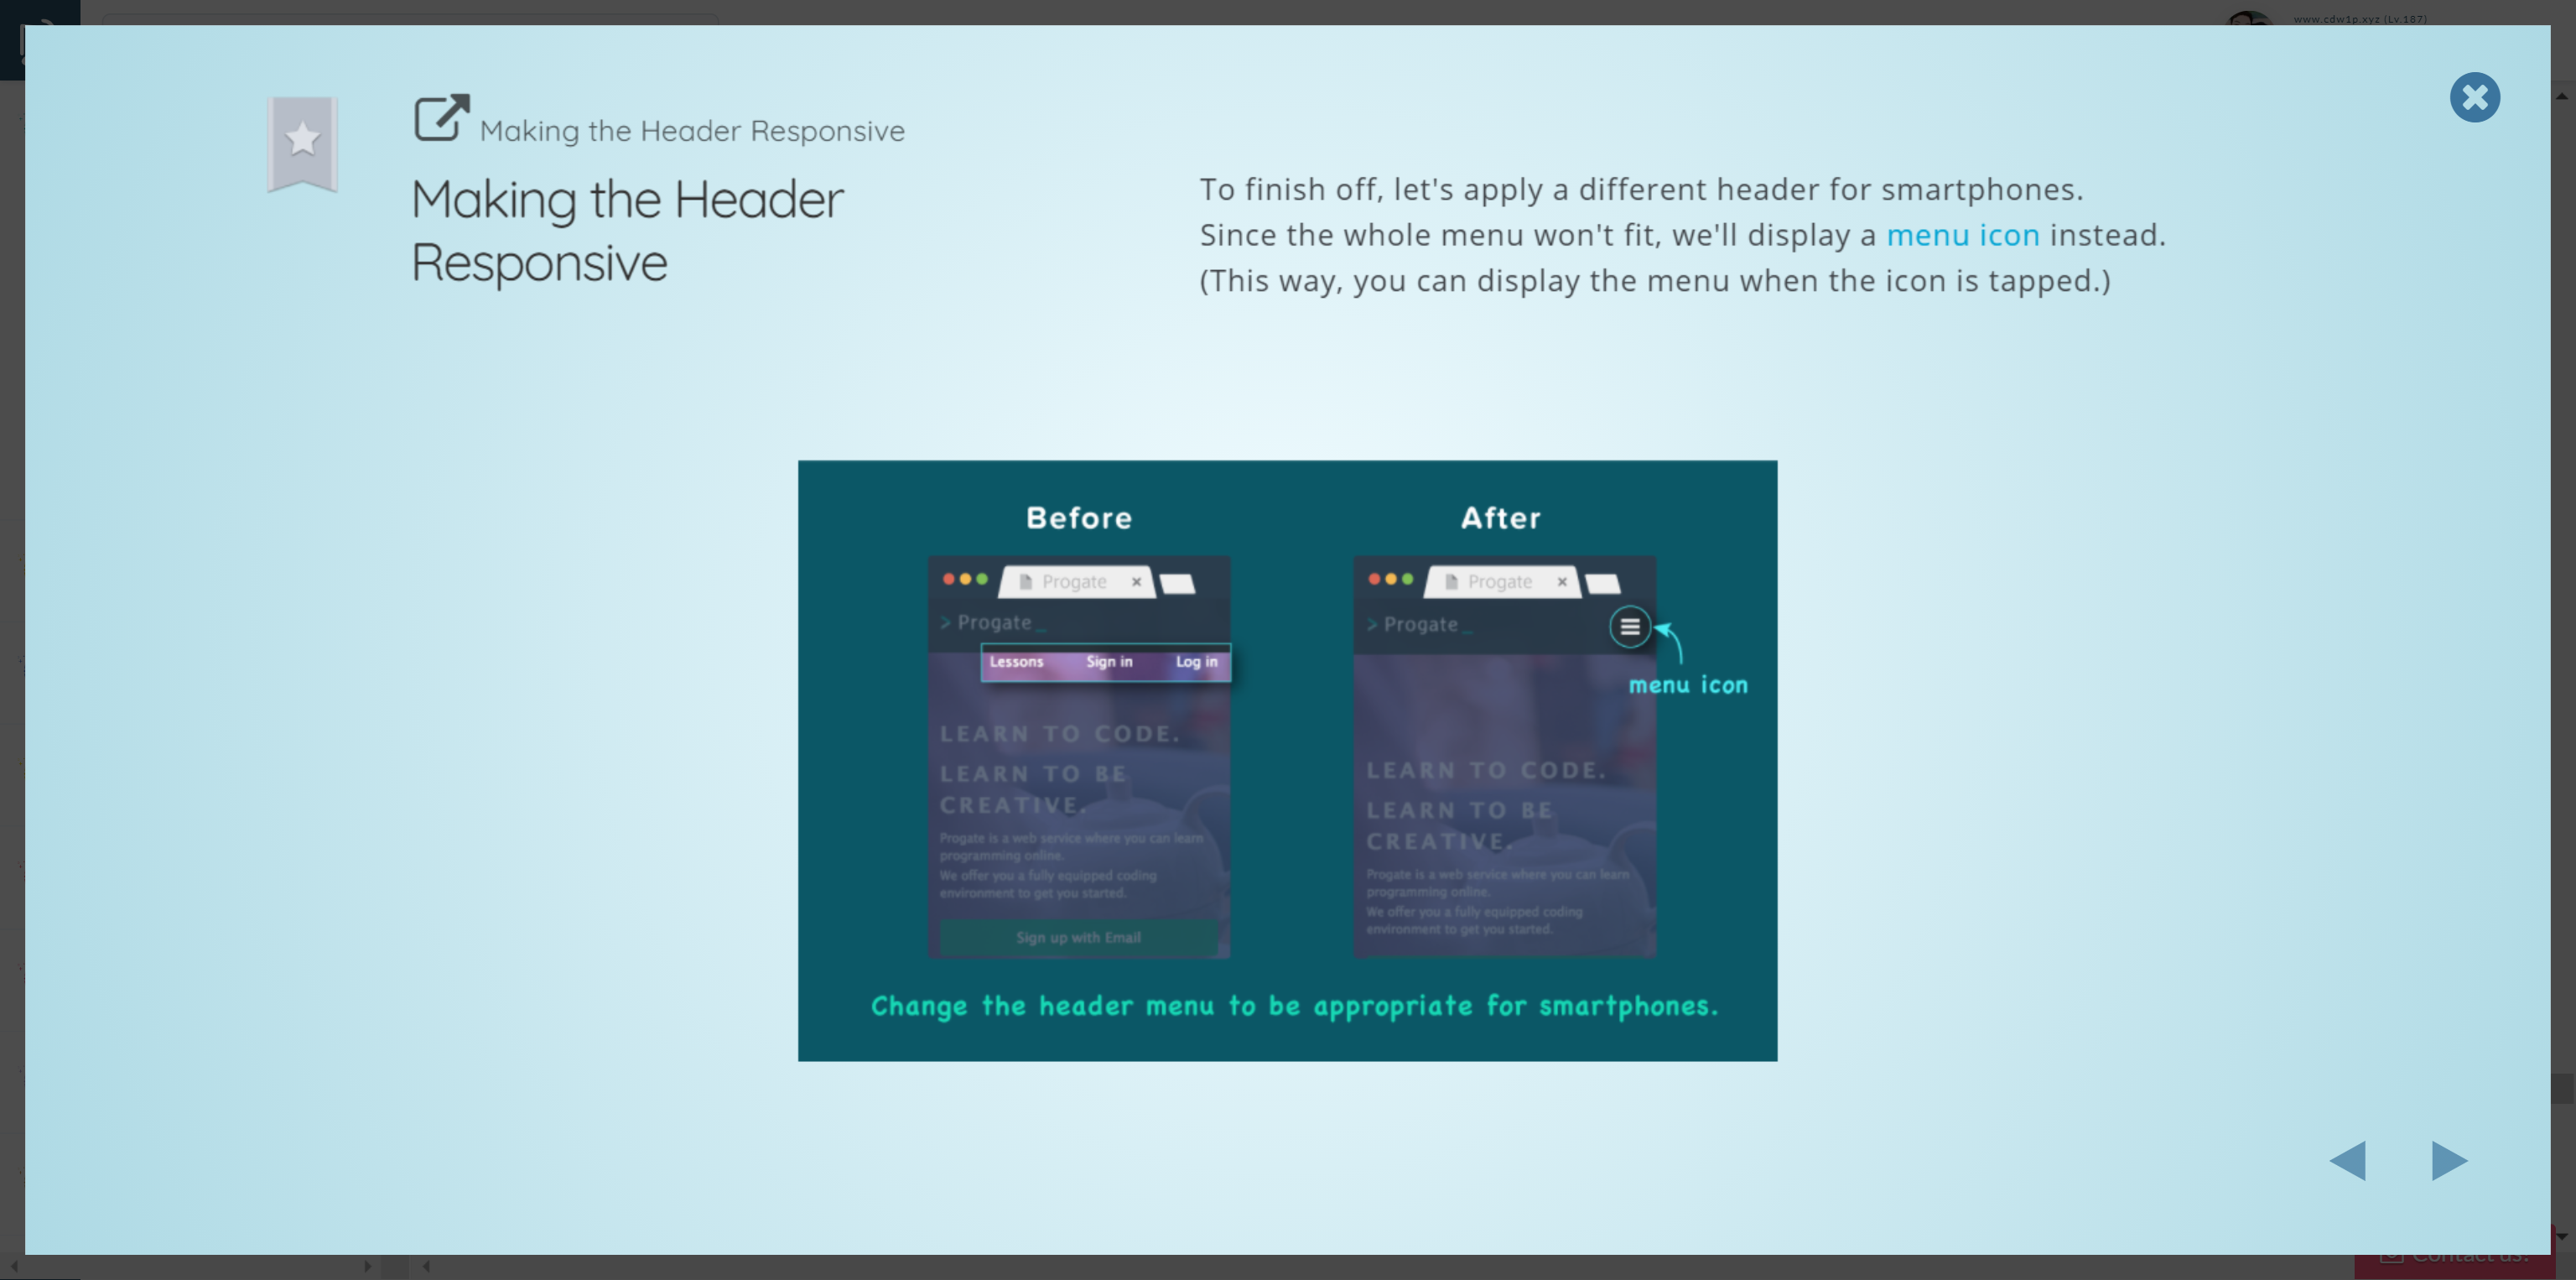 www.cdw1p.xyz (Lv.187)
Making the Header Responsive
Making the Header
Responsive
To finish off, let's apply a different header for smartphones.
Since the whole menu won't fit, we'll display a menu icon instead.
(This way, you can display the menu when the icon is tapped.)
Before
After
Progate
> Progate_
Lessons Sign in Log in
LEARN TO CODE.
LEARN TO BE
CREATIVE.
Progate is a web service where you can learn
programming online.
We offer you a fully equipped coding
environment to get you started.
Sign up with Email
Progate
> Progate_
menu icon
LEARN TO CODE.
LEARN TO BE
CREATIVE.
Progate is a web service where you can learn
programming online.
We offer you a fully equipped coding
environment to get you started.
Change the header menu to be appropriate for smartphones.
Contact us!